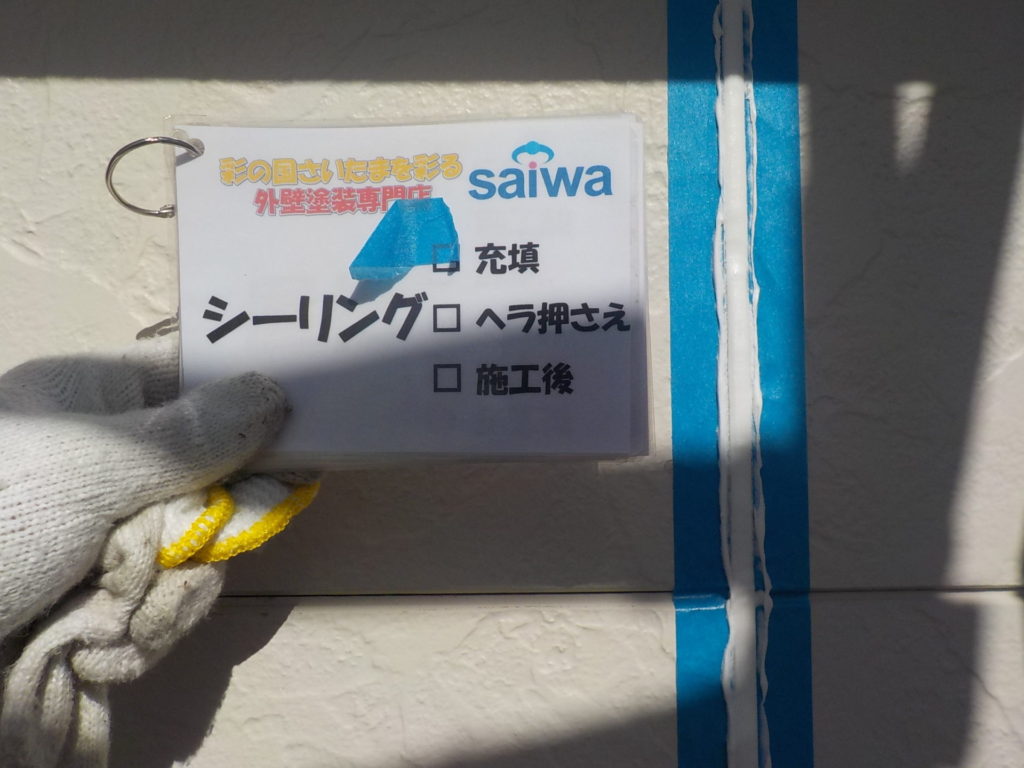 彩の国さいたまを彩る
外壁塗装専門店
saiwa
シーリング
□ 充填
□ ヘラ押さえ
□ 施工後